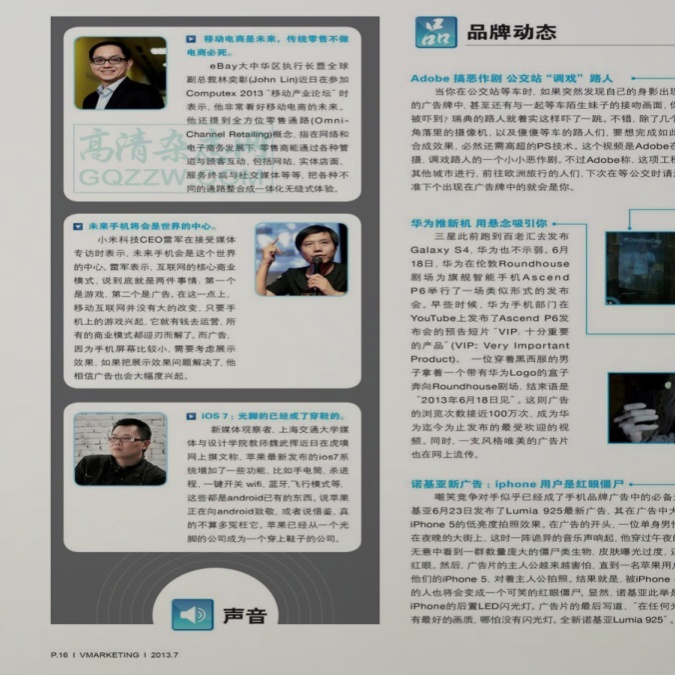 移动电商是未来，传统零售不做
电商必死。
eBay大中华区执行长暨全球
副总裁林奕彰(John Lin)近日在参加
Computex 2013“移动产业论坛”时
表示，他非常看好移动电商的未来。
他还提到全方位零售通路(Omni-
Channel Retailing)概念，指在网络和
电子商务发展下，零售商能通过各种管
道与顾客互动，包括网站，实体店面，
服务终端与社交媒体等等，把各种不
同的通路整合成一体化无缝式体验。
未来手机将会是世界的中心。
小米科技CEO雷军在接受媒体
专访时表示，未来手机会是这个世界
的中心。雷军表示，互联网的核心商业
模式，说到底就是两件事情，第一个
是游戏，第二个是广告，在这一点上，
移动互联网并没有大的改变，只要手
机上的游戏兴起，它就有钱去运营，所
有的商业模式都迎刃而解了。而广告，
因为手机屏幕比较小，需要考虑展示
效果，如果把展示效果问题解决了，他
相信广告也会大幅度兴起。
iOS 7：光脚的已经成了穿鞋的。
新媒体观察者，上海交通大学媒
体与设计学院教师魏武挥近日在虎嗅
网上撰文称，苹果最新发布的ios7系
统增加了一些功能，比如手电筒，杀进
程，一键开关 wifi, 蓝牙, 飞行模式等，
这些都是android已有的东西。说苹果
正在向android致敬，或者说借鉴，真
的不算多冤枉它。苹果已经从一个光
脚的公司成为一个穿上鞋子的公司。
声音
P.16 I VMARKETING I 2013.7
品 品牌动态
Adobe 搞恶作剧 公交站“调戏”路人
当你在公交站等车时，如果突然发现自己的身影出现
的广告牌中，甚至还有与一起等车陌生妹子的接吻画面，你
被吓到？瑞典的路人就着实这样吓了一跳。不错，除了几个
角落里的摄像机，以及傻傻等车的路人们，要想完成如此
合成效果，必然还需高超的PS技术。这个视频是Adobe在
摄，调戏路人的一个小小恶作剧。不过Adobe称，这项工程
其他城市进行，前往欧洲旅行的人们，下次在等公交时请注
准下个出现在广告牌中的就会是你。
华为推新机 用悬念吸引你
三星此前跑到百老汇去发布
Galaxy S4，华为也不示弱。6月
18日，华为在伦敦Roundhouse
剧场为旗舰智能手机Ascend
P6举行了一场类似形式的发布
会。早些时候，华为手机部门在
YouTube上发布了Ascend P6发
布会的预告短片“VIP，十分重要
的产品”(VIP: Very Important
Product)。 一位穿着黑西服的男
子拿着一个带有华为Logo的盒子
奔向Roundhouse剧场，结束语是
“2013年6月18日见”。这则广告
的浏览次数接近100万，成为华
为迄今为止发布的最受欢迎的视
频。同时，一支风格唯美的广告片
也在网上流传。
诺基亚新广告：iphone 用户是红眼僵尸
嘲笑竞争对手似乎已经成了手机品牌广告中的必备
基亚6月23日发布了Lumia 925最新广告，其在广告中大
iPhone 5的低亮度拍照效果。在广告的开头，一位单身男
在夜晚的大街上，这时一阵诡异的音乐声响起，他穿过午夜
无意中看到一群数量庞大的僵尸类生物，皮肤曝光过度，
红眼。然后，广告片的主人公越来越害怕，直到一名苹果用
他们的iPhone 5，对着主人公拍照。结果就是，被iPhone
的人也将会变成一个可笑的红眼僵尸。显然，诺基亚此举是
iPhone的后置LED闪光灯。广告片的最后写道，“在任何
有最好的画质，哪怕没有闪光灯。全新诺基亚Lumia 925”。